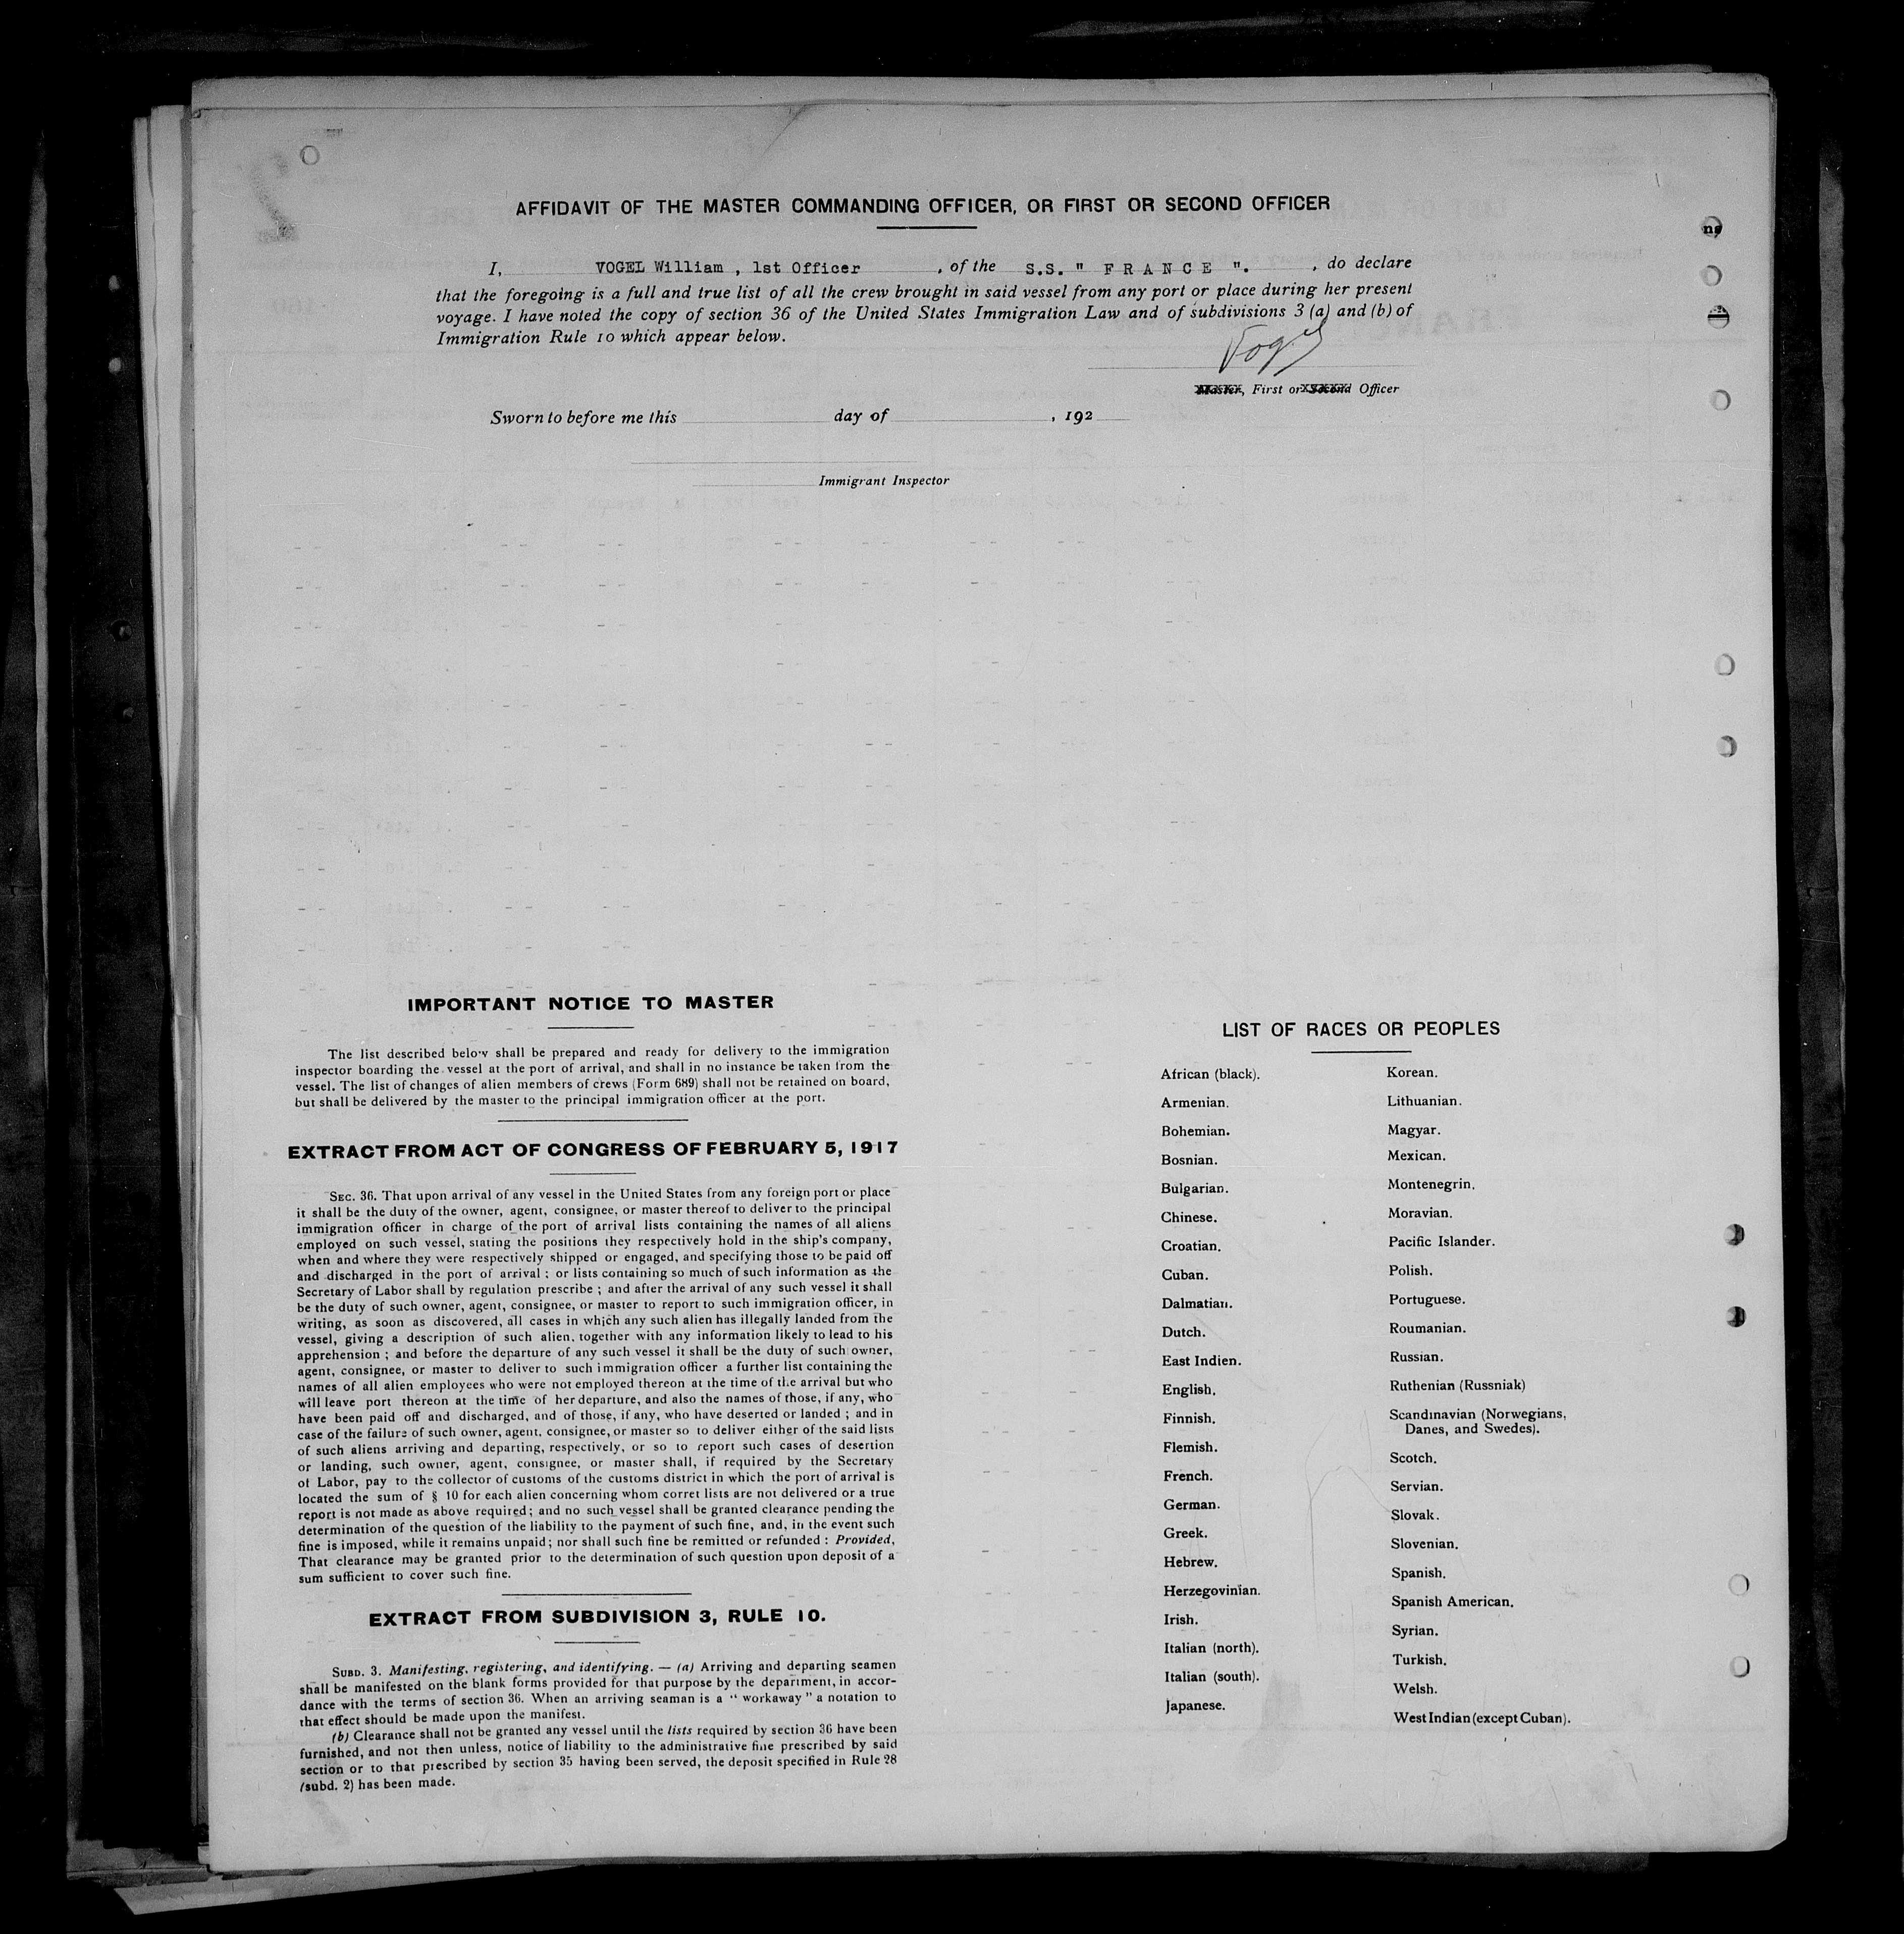 AFFIDAVIT OF THE MASTER COMMANDING OFFICER, OR FIRST OR SECOND OFFICER
I, VOGEL William , 1st Officer , of the S.S. " F R A N C E ". , do declare
that the foregoing is a full and true list of all the crew brought in said vessel from any port or place during her present
voyage. I have noted the copy of section 36 of the United States Immigration Law and of subdivisions 3 (a) and (b) of
Immigration Rule 10 which appear below.
Vogel
Master, First or Second Officer
Sworn to before me this day of , 192
Immigrant Inspector
IMPORTANT NOTICE TO MASTER
The list described below shall be prepared and ready for delivery to the immigration
inspector boarding the vessel at the port of arrival, and shall in no instance be taken from the
vessel. The list of changes of alien members of crews (Form 689) shall not be retained on board,
but shall be delivered by the master to the principal immigration officer at the port.
EXTRACT FROM ACT OF CONGRESS OF FEBRUARY 5, 1917
SEC. 36. That upon arrival of any vessel in the United States from any foreign port or place
it shall be the duty of the owner, agent, consignee, or master thereof to deliver to the principal
immigration officer in charge of the port of arrival lists containing the names of all aliens
employed on such vessel, stating the positions they respectively hold in the ship's company,
when and where they were respectively shipped or engaged, and specifying those to be paid off
and discharged in the port of arrival ; or lists containing so much of such information as the
Secretary of Labor shall by regulation prescribe ; and after the arrival of any such vessel it shall
be the duty of such owner, agent, consignee, or master to report to such immigration officer, in
writing, as soon as discovered, all cases in which any such alien has illegally landed from the
vessel, giving a description of such alien, together with any information likely to lead to his
apprehension ; and before the departure of any such vessel it shall be the duty of such owner,
agent, consignee, or master to deliver to such immigration officer a further list containing the
names of all alien employees who were not employed thereon at the time of the arrival but who
will leave port thereon at the time of her departure, and also the names of those, if any, who
have been paid off and discharged, and of those, if any, who have deserted or landed ; and in
case of the failure of such owner, agent, consignee, or master so to deliver either of the said lists
of such aliens arriving and departing, respectively, or so to report such cases of desertion
or landing, such owner, agent, consignee, or master shall, if required by the Secretary
of Labor, pay to the collector of customs of the customs district in which the port of arrival is
located the sum of § 10 for each alien concerning whom corret lists are not delivered or a true
report is not made as above required; and no such vessel shall be granted clearance pending the
determination of the question of the liability to the payment of such fine, and, in the event such
fine is imposed, while it remains unpaid; nor shall such fine be remitted or refunded : Provided,
That clearance may be granted prior to the determination of such question upon deposit of a
sum sufficient to cover such fine.
EXTRACT FROM SUBDIVISION 3, RULE 10.
SUBD. 3. Manifesting, registering, and identifying. — (a) Arriving and departing seamen
shall be manifested on the blank forms provided for that purpose by the department, in accor-
dance with the terms of section 36. When an arriving seaman is a " workaway " a notation to
that effect should be made upon the manifest.
(b) Clearance shall not be granted any vessel until the lists required by section 36 have been
furnished, and not then unless, notice of liability to the administrative fine prescribed by said
section or to that prescribed by section 35 having been served, the deposit specified in Rule 28
(subd. 2) has been made.
LIST OF RACES OR PEOPLES
African (black).
Armenian.
Bohemian.
Bosnian.
Bulgarian.
Chinese.
Croatian.
Cuban.
Dalmatian.
Dutch.
East Indien.
English.
Finnish.
Flemish.
French.
German.
Greek.
Hebrew.
Herzegovinian.
Irish.
Italian (north).
Italian (south).
Japanese.
Korean.
Lithuanian.
Magyar.
Mexican.
Montenegrin.
Moravian.
Pacific Islander.
Polish.
Portuguese.
Roumanian.
Russian.
Ruthenian (Russniak)
Scandinavian (Norwegians,
Danes, and Swedes).
Scotch.
Servian.
Slovak.
Slovenian.
Spanish.
Spanish American.
Syrian.
Turkish.
Welsh.
West Indian (except Cuban).